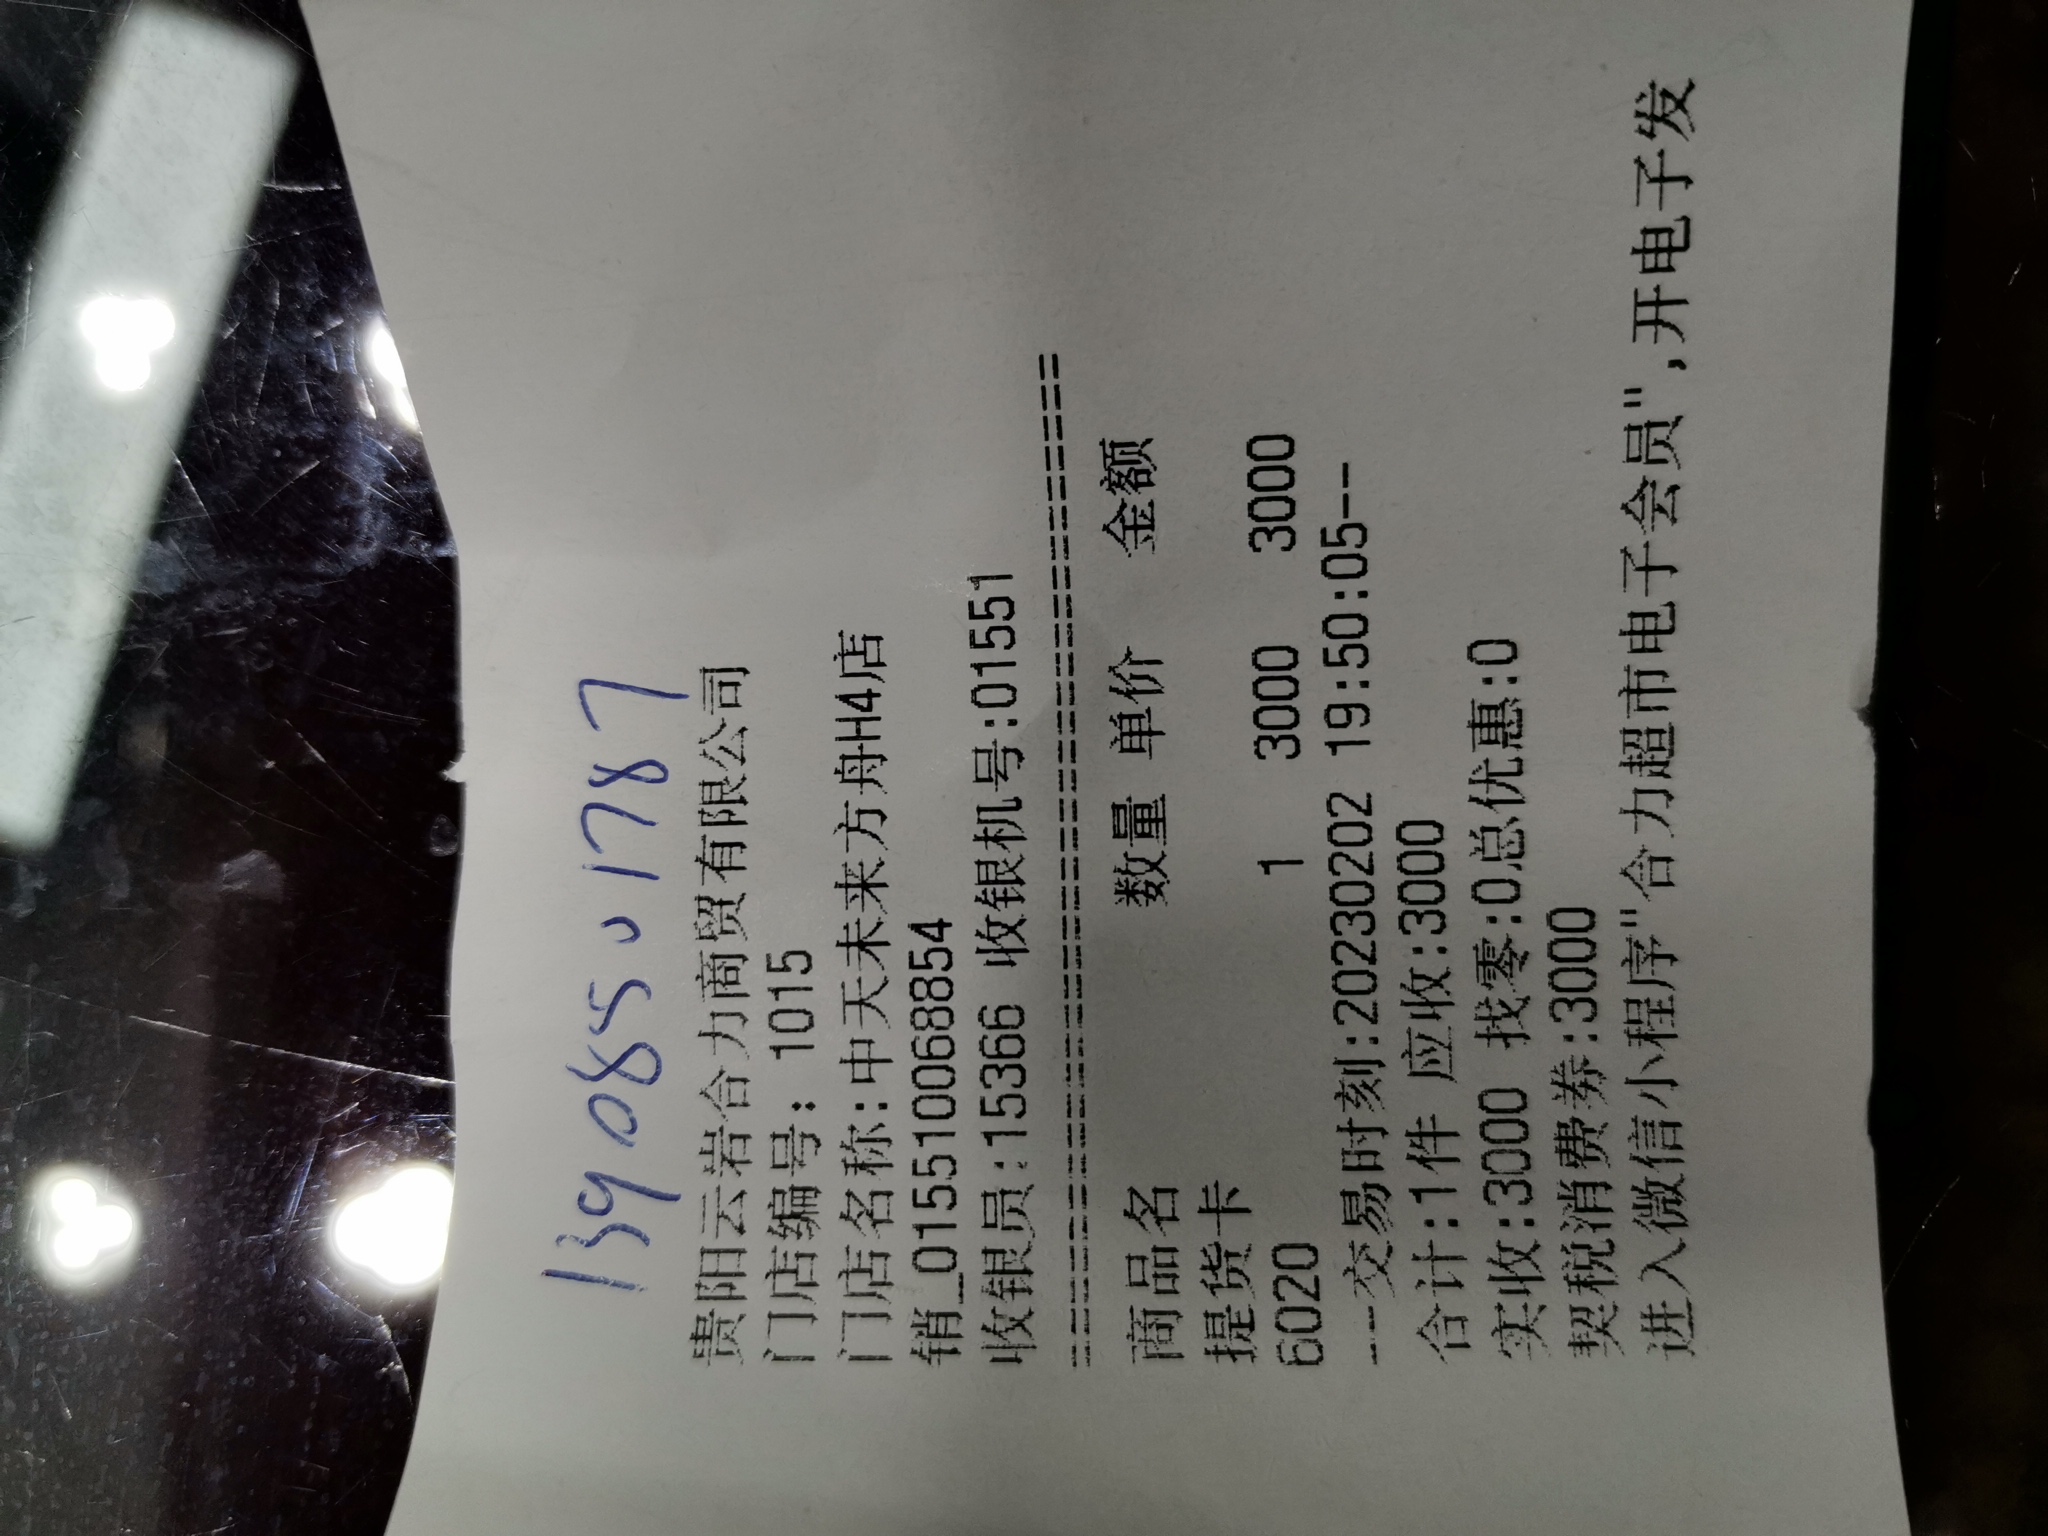 139085501787
贵阳云岩合力商贸有限公司
门店编号: 1015
门店名称:中天未来方舟H4店
销_015510068854
收银员:15366 收银机号:01551
==========================================
商品名 数量 单价 金额
提货卡
6020 1 3000 3000
---交易时刻:20230202 19:50:05--
合计:1件 应收:3000
实收:3000 找零:0总优惠:0
契税消费券:3000
进入微信小程序"合力超市电子会员",开电子发